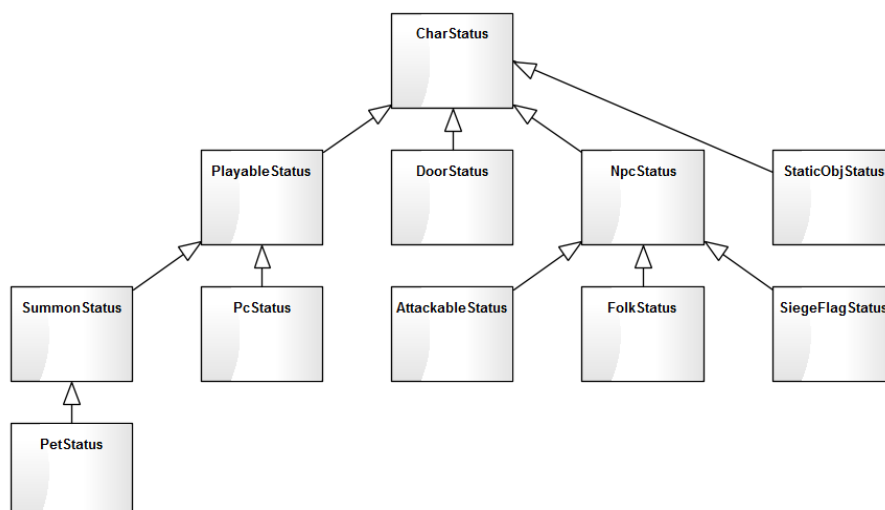 CharStatus
PlayableStatus
DoorStatus
NpcStatus
StaticObjStatus
SummonStatus
PcStatus
AttackableStatus
FolkStatus
SiegeFlagStatus
PetStatus